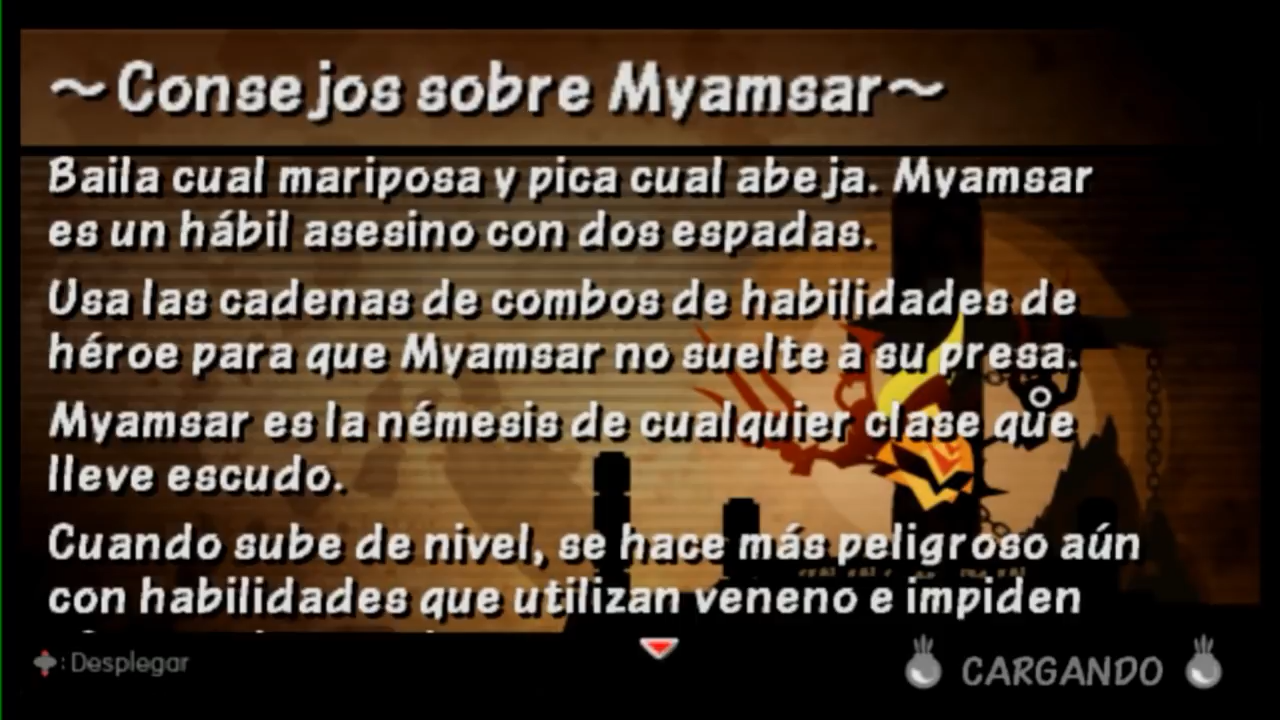 ～Consejos sobre Myamsar～
Baila cual mariposa y pica cual abeja. Myamsar
es un hábil asesino con dos espadas.
Usa las cadenas de combos de habilidades de
héroe para que Myamsar no suelte a su presa.
Myamsar es la némesis de cualquier clase que
lleve escudo.
Cuando sube de nivel, se hace más peligroso aún
con habilidades que utilizan veneno e impiden
: Desplegar
CARGANDO